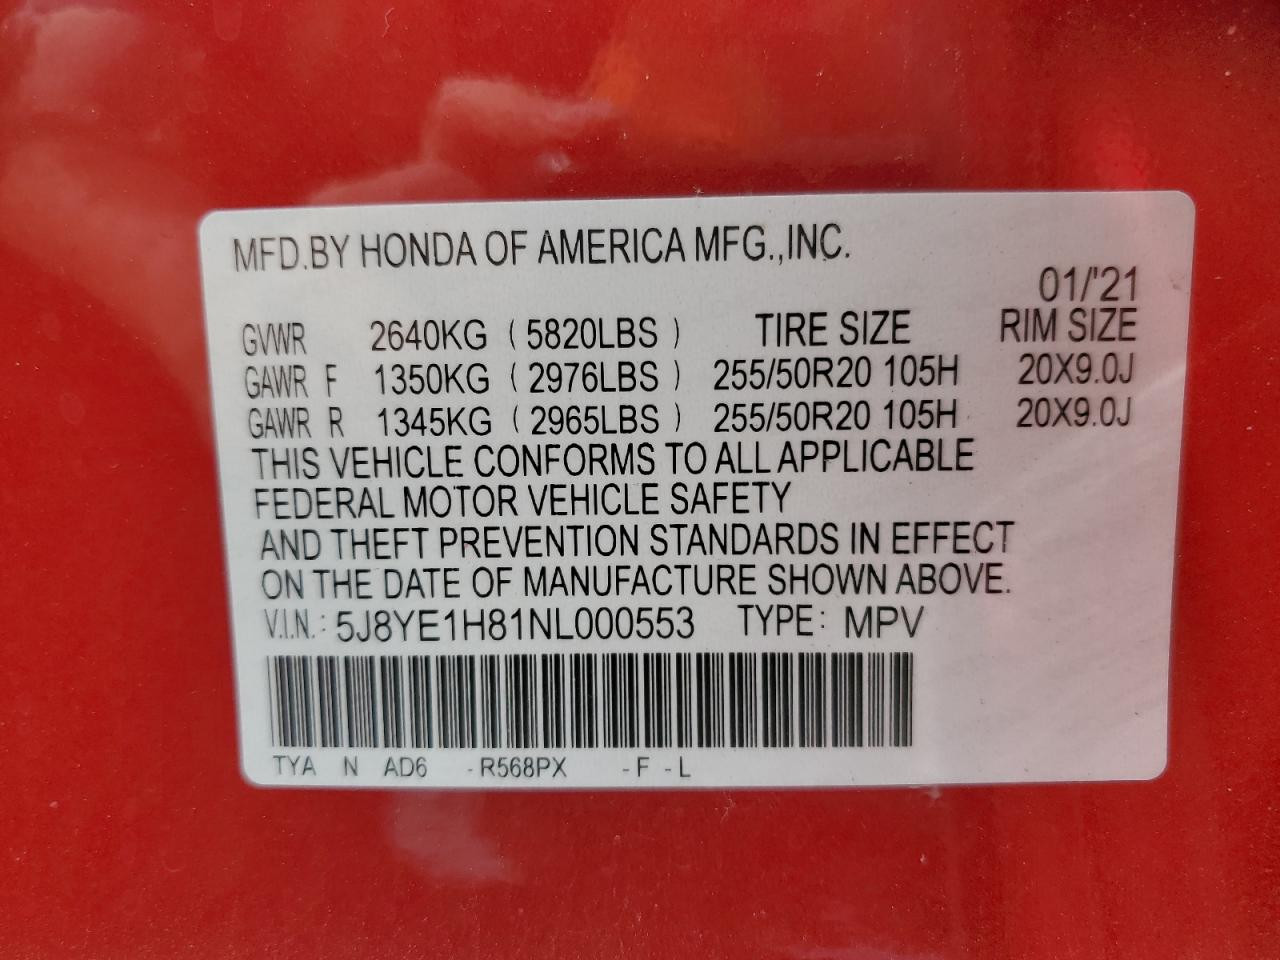 MFD.BY HONDA OF AMERICA MFG.,INC.
01/'21
GVWR 2640KG ( 5820LBS ) TIRE SIZE RIM SIZE
GAWR F 1350KG ( 2976LBS ) 255/50R20 105H 20X9.0J
GAWR R 1345KG ( 2965LBS ) 255/50R20 105H 20X9.0J
THIS VEHICLE CONFORMS TO ALL APPLICABLE
FEDERAL MOTOR VEHICLE SAFETY
AND THEFT PREVENTION STANDARDS IN EFFECT
ON THE DATE OF MANUFACTURE SHOWN ABOVE.
V.I.N.: 5J8YE1H81NL000553 TYPE: MPV
TYA N AD6 -R568PX -F -L